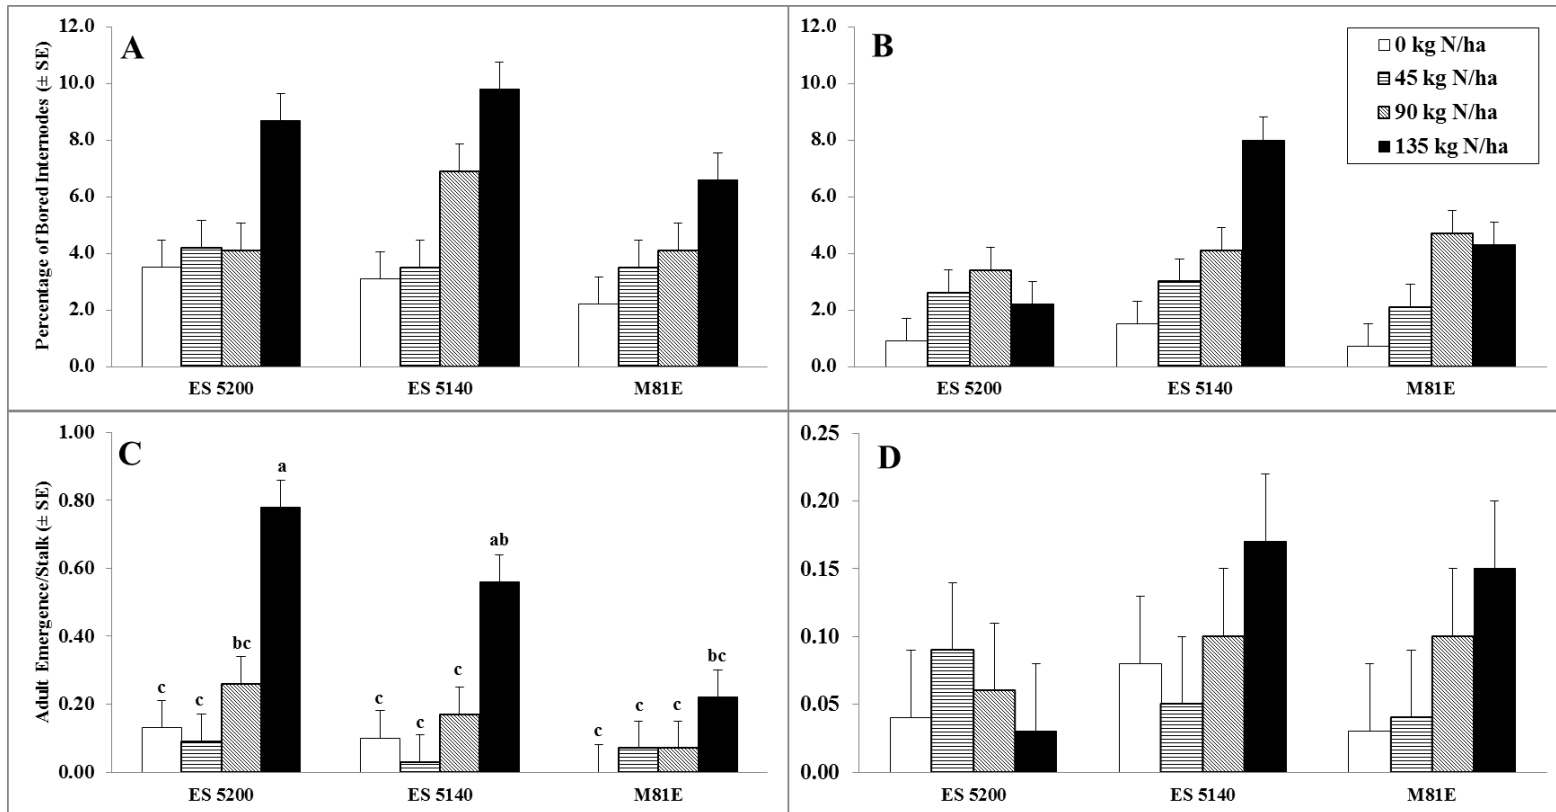 A
Percentage of Bored Internodes (± SE)
12.0
10.0
8.0
6.0
4.0
2.0
0.0
ES 5200 ES 5140 M81E
B
12.0
10.0
8.0
6.0
4.0
2.0
0.0
0 kg N/ha
45 kg N/ha
90 kg N/ha
135 kg N/ha
ES 5200 ES 5140 M81E
C
Adult Emergence/Stalk (± SE)
1.00
0.80
0.60
0.40
0.20
0.00
c c bc a c c c ab c c c bc
ES 5200 ES 5140 M81E
D
0.25
0.20
0.15
0.10
0.05
0.00
ES 5200 ES 5140 M81E